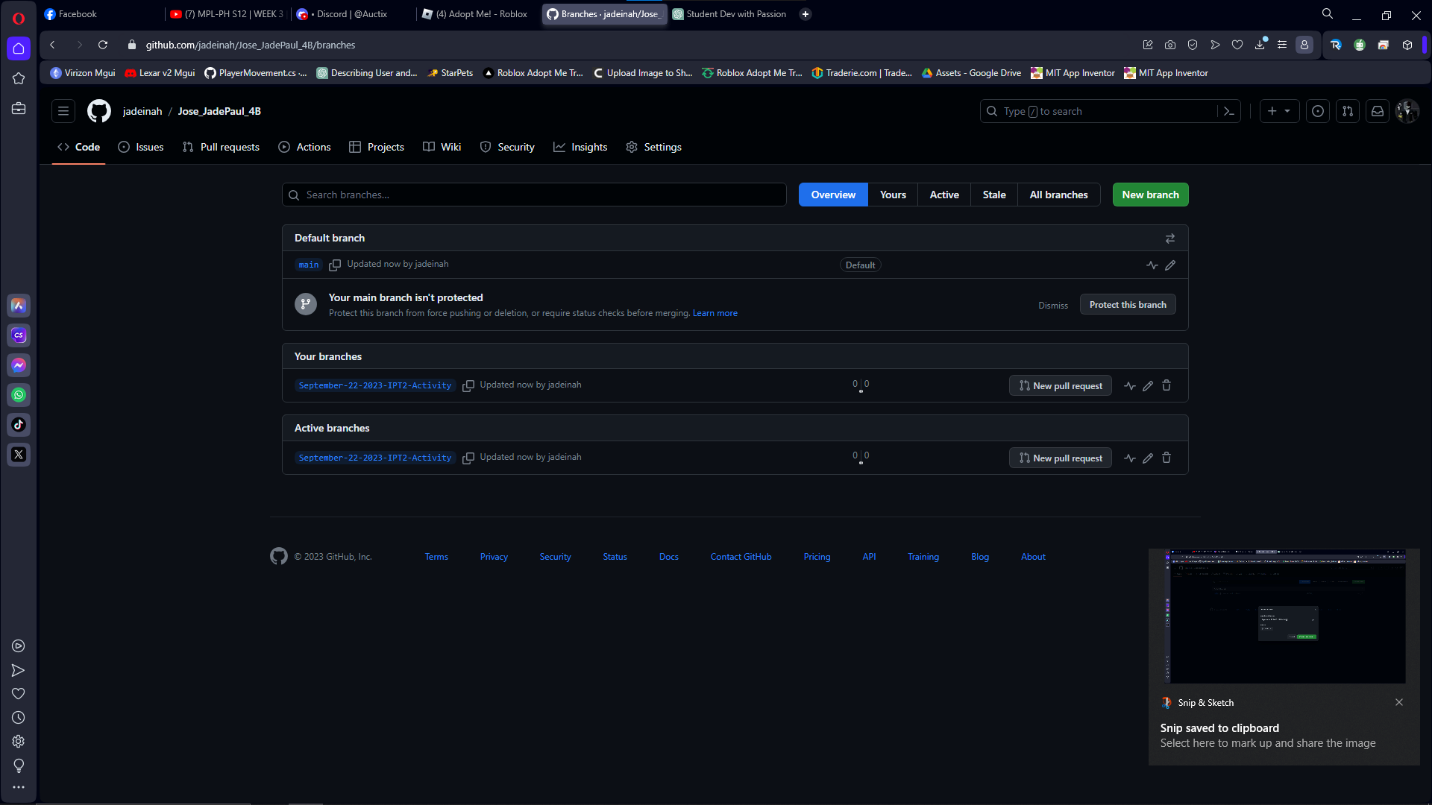 Facebook
(7) MPL-PH S12 | WEEK 3
• Discord | @Auctix
(4) Adopt Me! - Roblox
Branches · jadeinah/Jose_
Student Dev with Passion
github.com/jadeinah/Jose_JadePaul_4B/branches
Virizon Mgui
Lexar v2 Mgui
PlayerMovement.cs -...
Describing User and...
StarPets
Roblox Adopt Me Tr...
Upload Image to Sh...
Roblox Adopt Me Tr...
Traderie.com | Trade...
Assets - Google Drive
MIT App Inventor
MIT App Inventor
jadeinah / Jose_JadePaul_4B
Type / to search
Code
Issues
Pull requests
Actions
Projects
Wiki
Security
Insights
Settings
Search branches...
Overview
Yours
Active
Stale
All branches
New branch
Default branch
main Updated now by jadeinah
Default
Your main branch isn't protected
Protect this branch from force pushing or deletion, or require status checks before merging. Learn more
Dismiss
Protect this branch
Your branches
September-22-2023-IPT2-Activity Updated now by jadeinah
0 | 0
New pull request
Active branches
September-22-2023-IPT2-Activity Updated now by jadeinah
0 | 0
New pull request
© 2023 GitHub, Inc.
Terms
Privacy
Security
Status
Docs
Contact GitHub
Pricing
API
Training
Blog
About
Snip & Sketch
Snip saved to clipboard
Select here to mark up and share the image